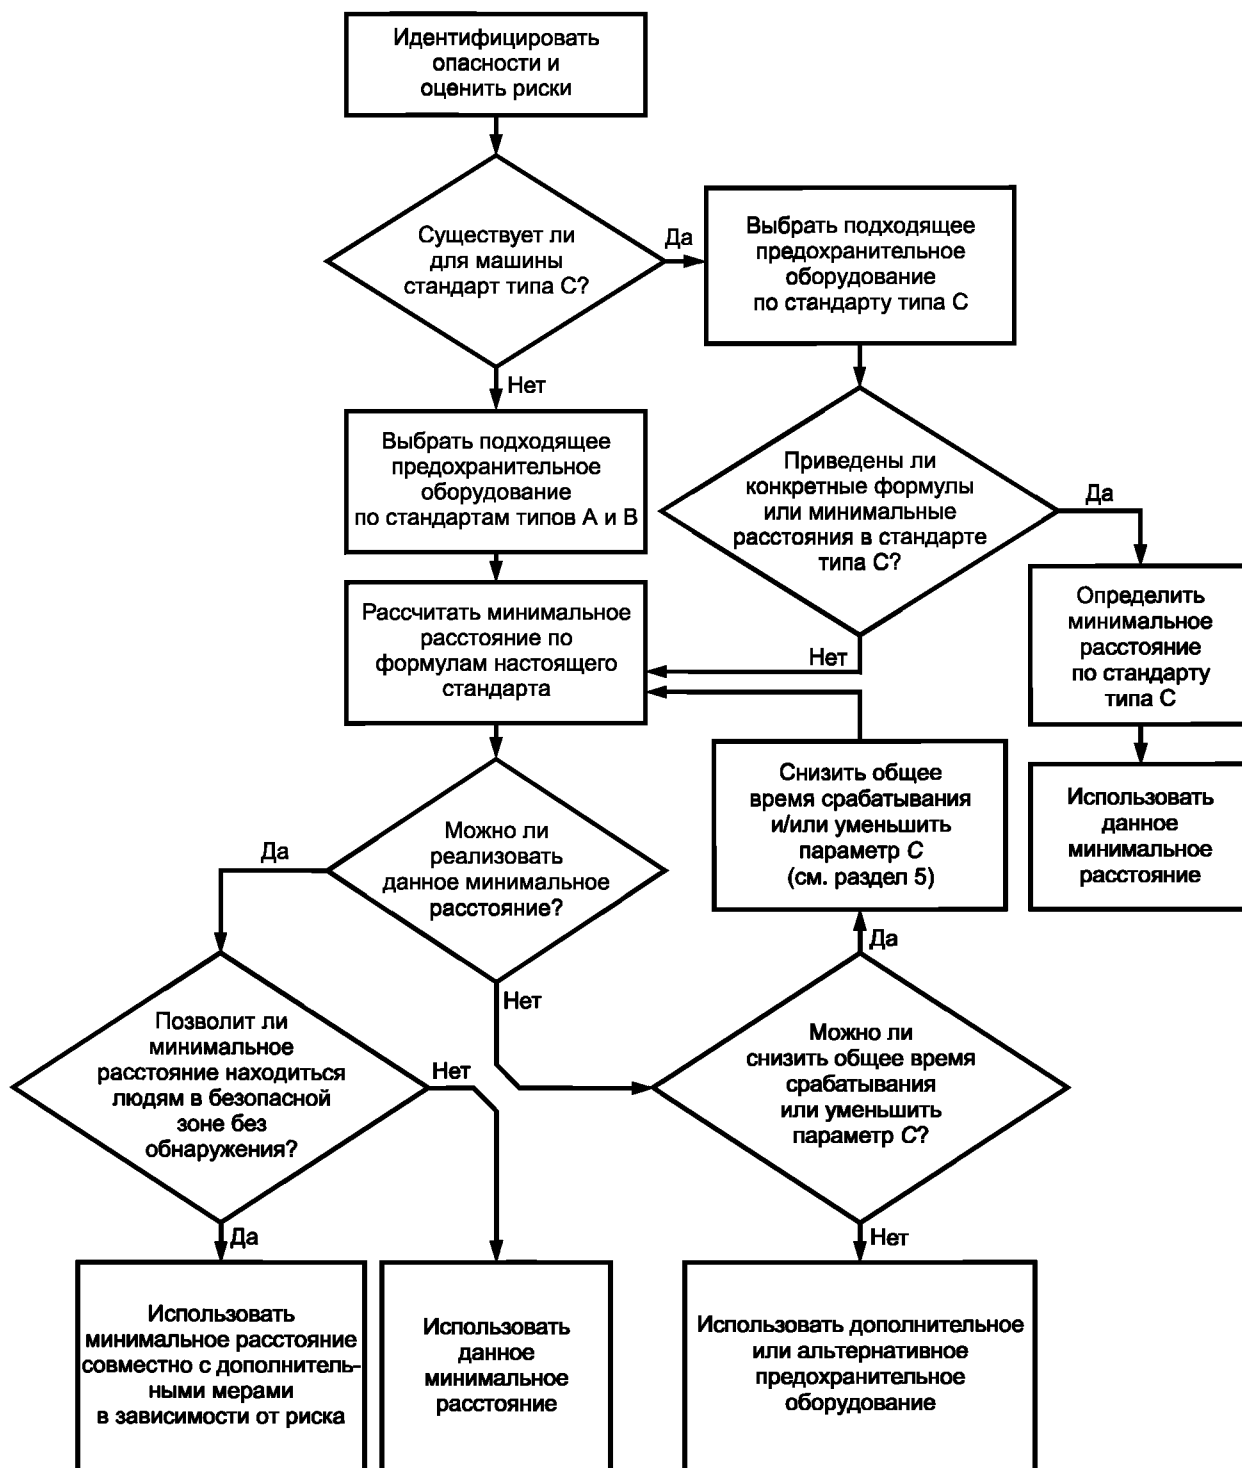 Идентифицировать
опасности и
оценить риски
Существует ли
для машины
стандарт типа С?
Да
Выбрать подходящее
предохранительное
оборудование
по стандарту типа С
Нет
Выбрать подходящее
предохранительное
оборудование
по стандартам типов А и В
Приведены ли
конкретные формулы
или минимальные
расстояния в стандарте
типа С?
Да
Нет
Определить
минимальное
расстояние
по стандарту
типа С
Рассчитать минимальное
расстояние по
формулам настоящего
стандарта
Снизить общее
время срабатывания
и/или уменьшить
параметр С
(см. раздел 5)
Использовать
данное
минимальное
расстояние
Можно ли
реализовать
данное минимальное
расстояние?
Да
Нет
Да
Позволит ли
минимальное
расстояние находиться
людям в безопасной
зоне без
обнаружения?
Нет
Можно ли
снизить общее время
срабатывания
или уменьшить
параметр С?
Да
Нет
Использовать
минимальное расстояние
совместно с дополнитель-
ными мерами
в зависимости от риска
Использовать
данное
минимальное
расстояние
Использовать дополнительное
или альтернативное
предохранительное
оборудование